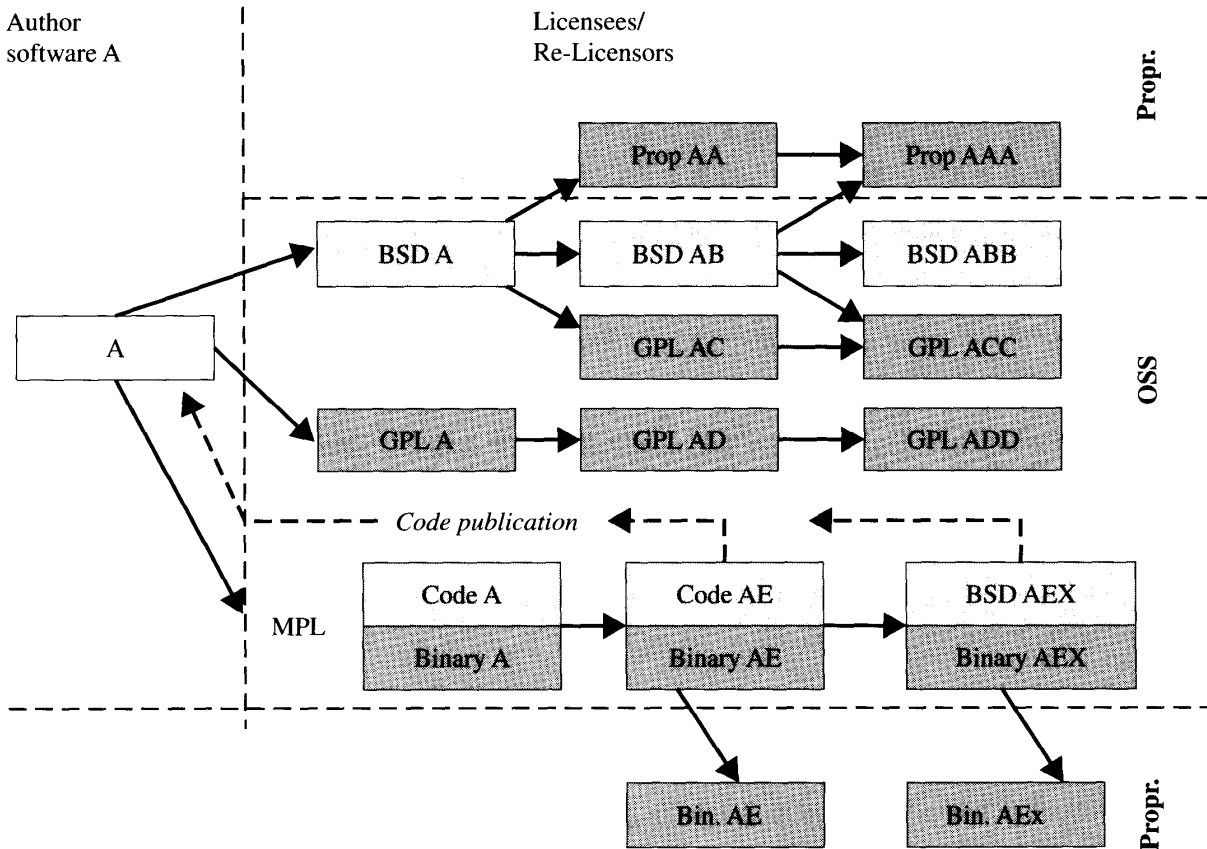 Author
software A
Licensees/
Re-Licensors
Propr.
Prop AA
Prop AAA
BSD A
BSD AB
BSD ABB
A
GPL AC
GPL ACC
OSS
GPL A
GPL AD
GPL ADD
Code publication
MPL
Code A
Code AE
BSD AEX
Binary A
Binary AE
Binary AEX
Bin. AE
Bin. AEx
Propr.